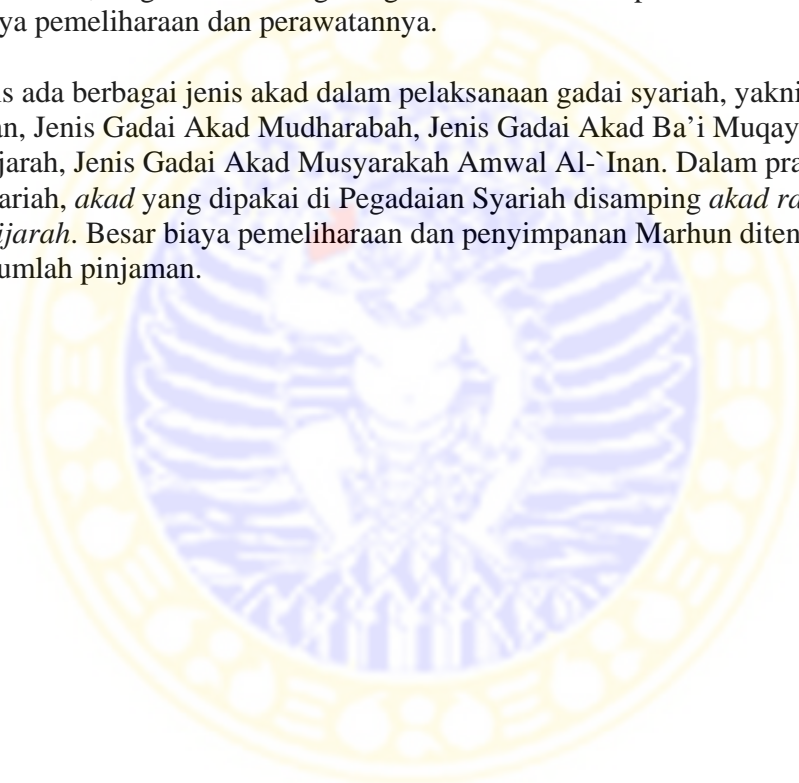 ya pemeliharaan dan perawatannya.
s ada berbagai jenis akad dalam pelaksanaan gadai syariah, yakni
an, Jenis Gadai Akad Mudharabah, Jenis Gadai Akad Ba’i Muqay
jarah, Jenis Gadai Akad Musyarakah Amwal Al-`Inan. Dalam pra
ariah, akad yang dipakai di Pegadaian Syariah disamping akad ra
ijarah. Besar biaya pemeliharaan dan penyimpanan Marhun diten
umlah pinjaman.